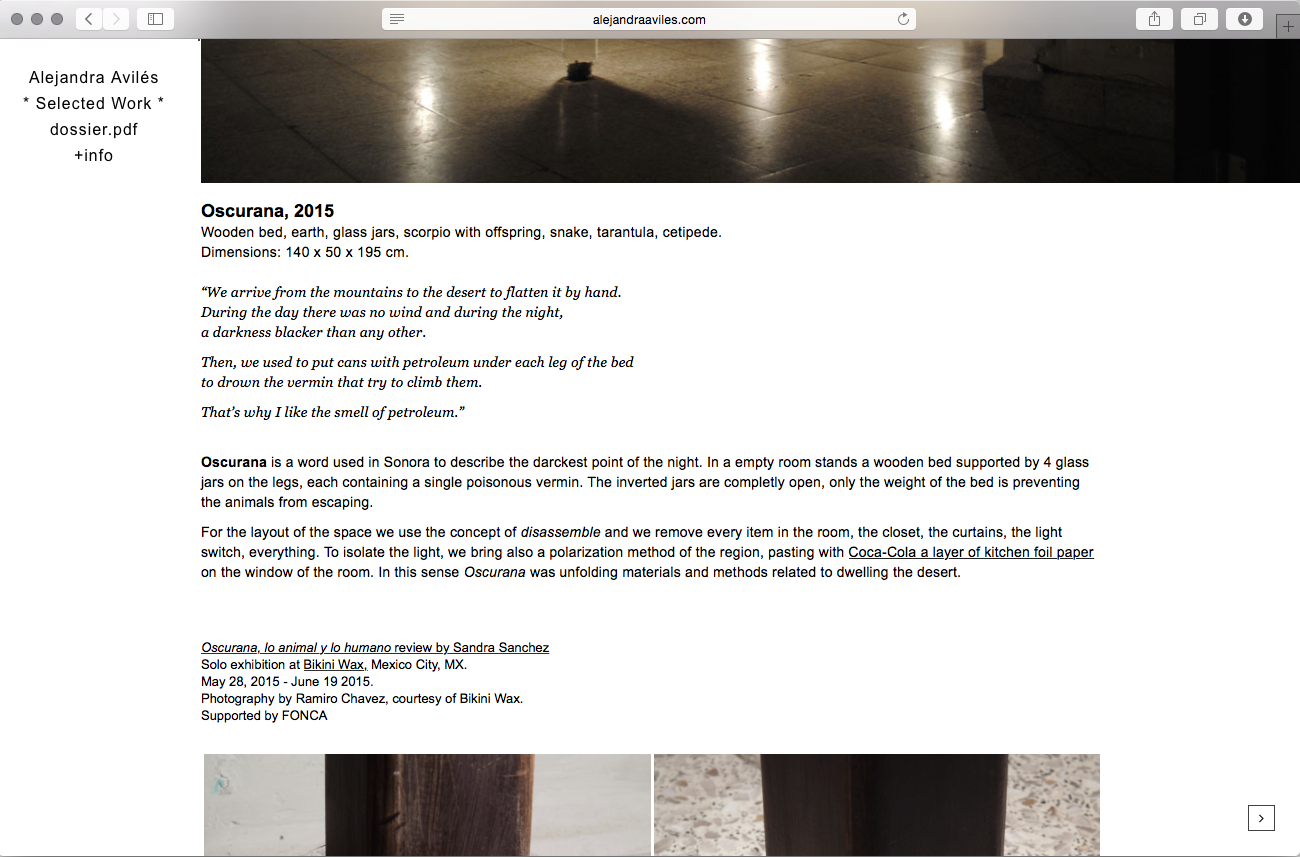 alejandraaviles.com
Alejandra Avilés
* Selected Work *
dossier.pdf
+info
Oscurana, 2015
Wooden bed, earth, glass jars, scorpio with offspring, snake, tarantula, cetipede.
Dimensions: 140 x 50 x 195 cm.
“We arrive from the mountains to the desert to flatten it by hand.
During the day there was no wind and during the night,
a darkness blacker than any other.
Then, we used to put cans with petroleum under each leg of the bed
to drown the vermin that try to climb them.
That’s why I like the smell of petroleum.”
Oscurana is a word used in Sonora to describe the darckest point of the night. In a empty room stands a wooden bed supported by 4 glass
jars on the legs, each containing a single poisonous vermin. The inverted jars are completly open, only the weight of the bed is preventing
the animals from escaping.
For the layout of the space we use the concept of disassemble and we remove every item in the room, the closet, the curtains, the light
switch, everything. To isolate the light, we bring also a polarization method of the region, pasting with Coca-Cola a layer of kitchen foil paper
on the window of the room. In this sense Oscurana was unfolding materials and methods related to dwelling the desert.
Oscurana, lo animal y lo humano review by Sandra Sanchez
Solo exhibition at Bikini Wax, Mexico City, MX.
May 28, 2015 - June 19 2015.
Photography by Ramiro Chavez, courtesy of Bikini Wax.
Supported by FONCA